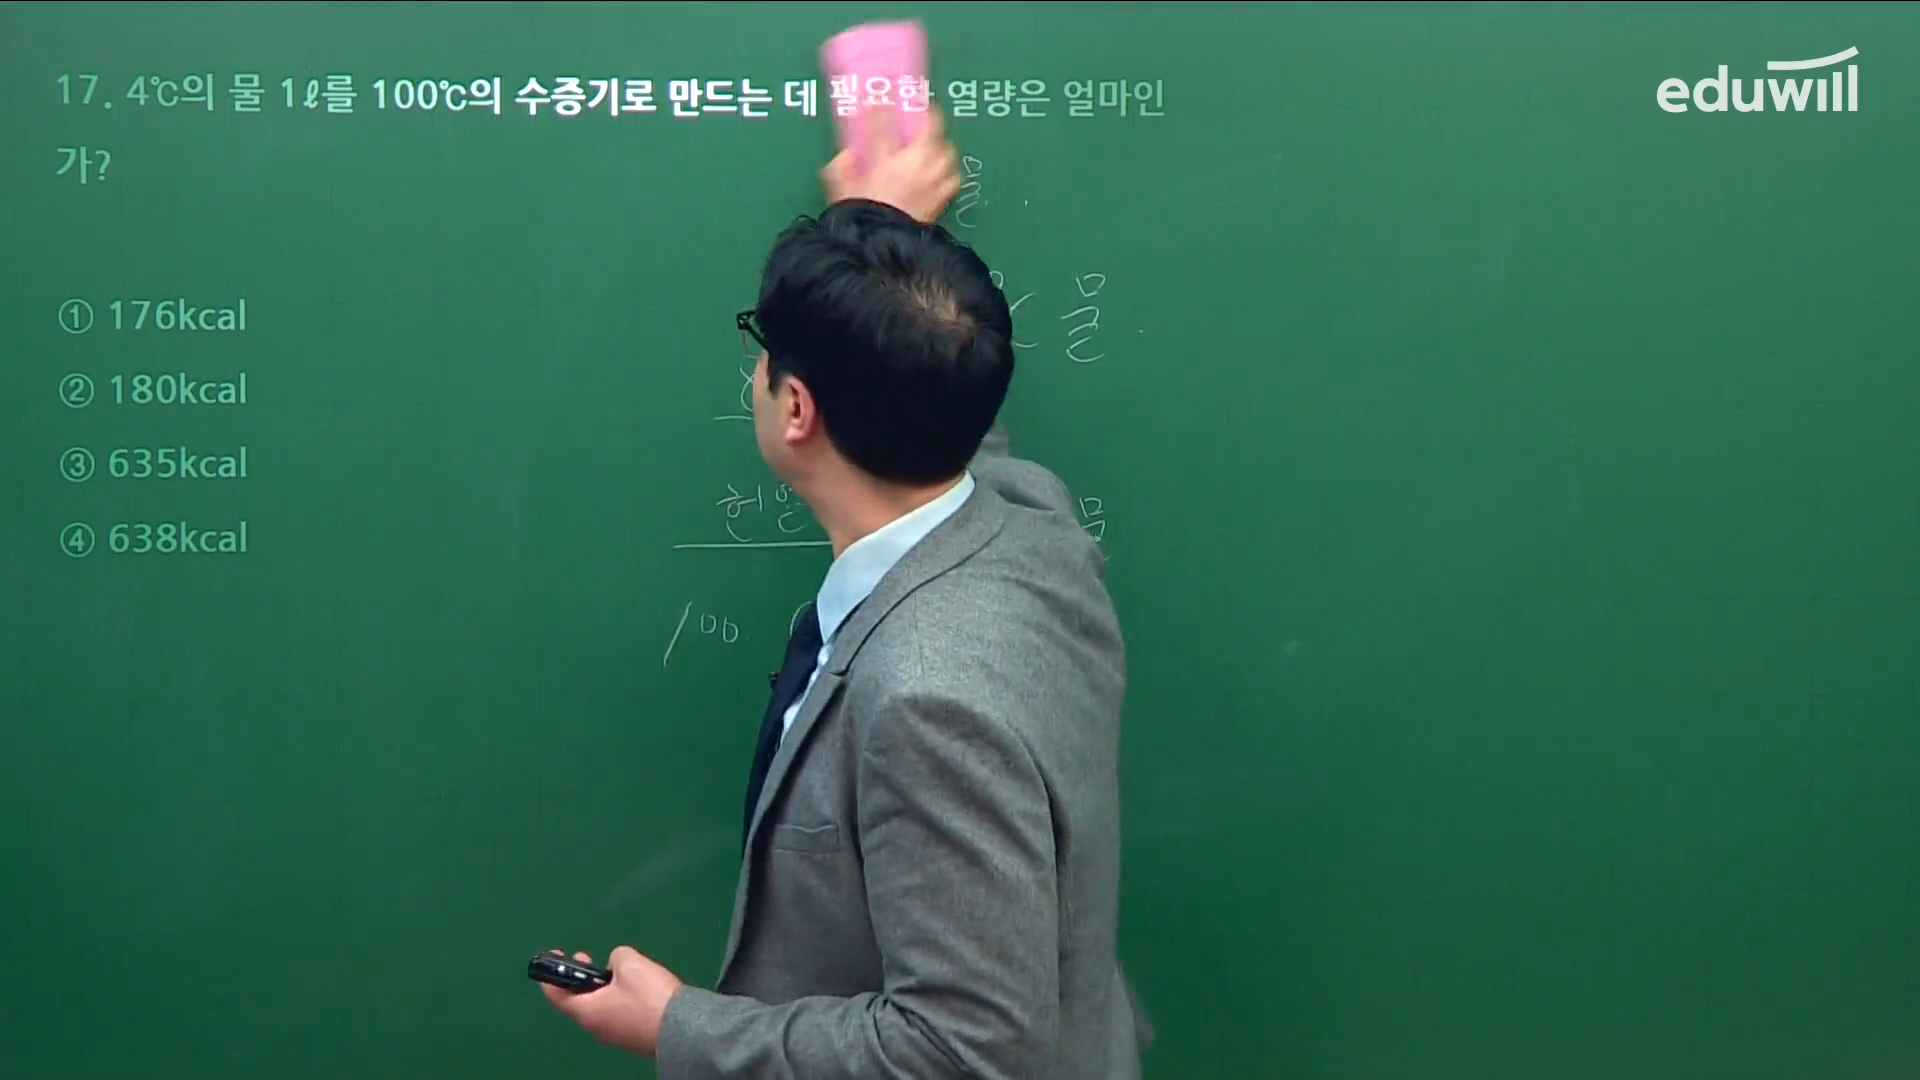 17. 4℃의 물 1ℓ를 100℃의 수증기로 만드는 데 필요한 열량은 얼마인
가?
eduwill
① 176kcal
② 180kcal
③ 635kcal
④ 638kcal
물
물
현열
100